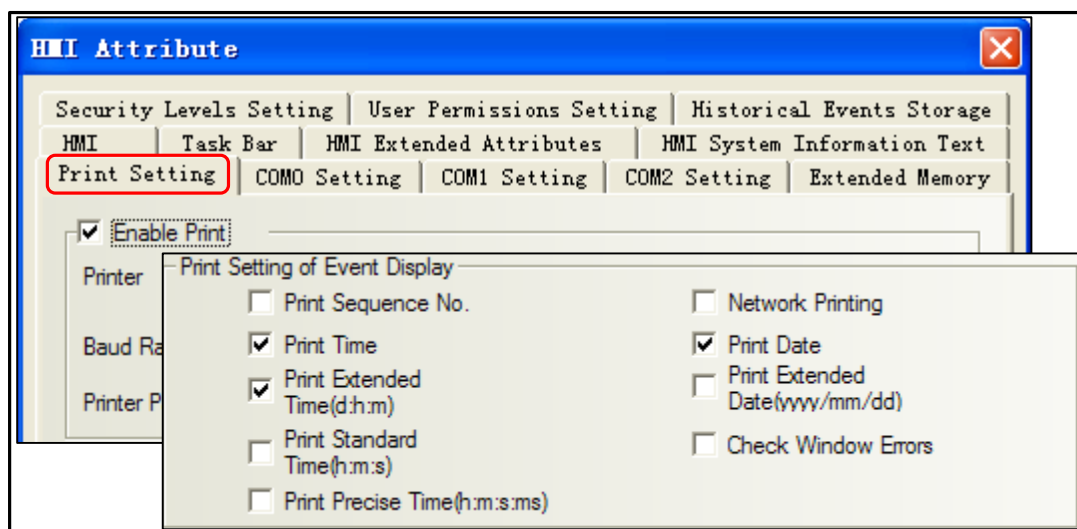 HMI Attribute
Security Levels Setting User Permissions Setting Historical Events Storage
HMI Task Bar HMI Extended Attributes HMI System Information Text
Print Setting COM0 Setting COM1 Setting COM2 Setting Extended Memory
Enable Print
Printer
Baud Ra
Printer P
Print Setting of Event Display
Print Sequence No. Network Printing
Print Time Print Date
Print Extended
Time(d:h:m)
Print Extended
Date(yyyy/mm/dd)
Print Standard
Time(h:m:s)
Check Window Errors
Print Precise Time(h:m:s:ms)